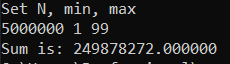 Set N, min, max
5000000 1 99
Sum is: 249878272.000000